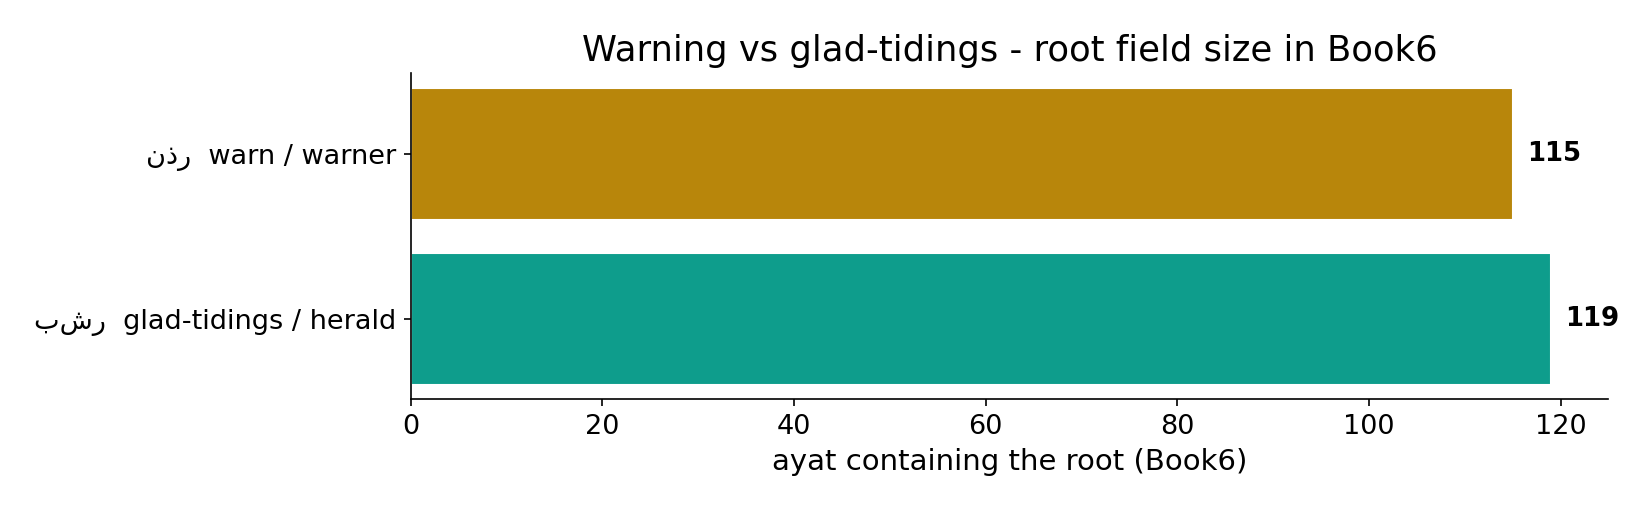 Warning vs glad-tidings - root field size in Book6
نذر warn / warner
115
بشر glad-tidings / herald
119
0 20 40 60 80 100 120
ayat containing the root (Book6)